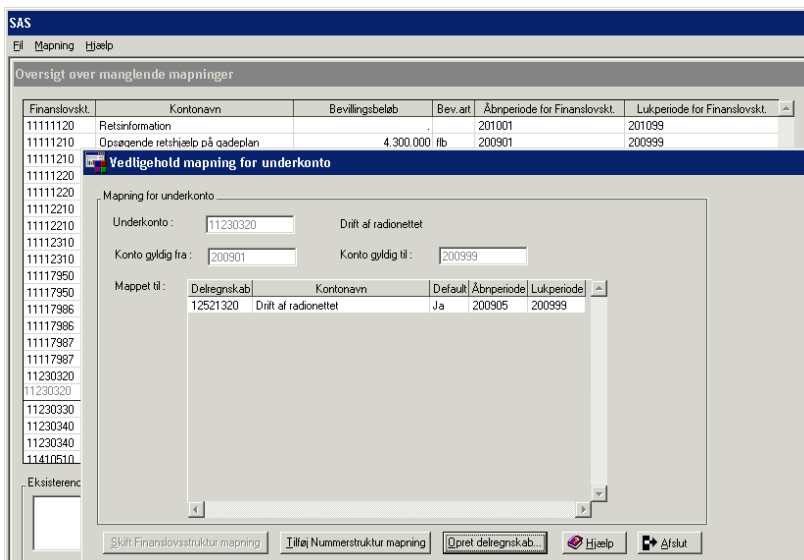 SAS
Fil Mapning Hjælp
Oversigt over manglende mapninger
Finanslovskt. Kontonavn Bevillingsbeløb Bev.art Åbnperiode for Finanslovskt. Lukperiode for Finanslovskt.
11111120 Retsinformation . 201001 201099
11111210 Opsøgende retshjælp på gadeplan 4.300.000 flb 200901 200999
11111210
11111220
11111220
11112210
11112210
11112310
11112310
11117950
11117950
11117986
11117986
11117987
11117987
11230320
11230320
11230330
11230340
11230340
11410510
Eksisterend
Vedligehold mapning for underkonto
Mapning for underkonto
Underkonto : 11230320 Drift af radionettet
Konto gyldig fra : 200901 Konto gyldig til : 200999
Mappet til : Delregnskab Kontonavn Default Åbnperiode Lukperiode
12521320 Drift af radionettet Ja 200905 200999
Skift Finanslovsstruktur mapning Tilføj Nummerstruktur mapning Opret delregnskab... Hjælp Afslut